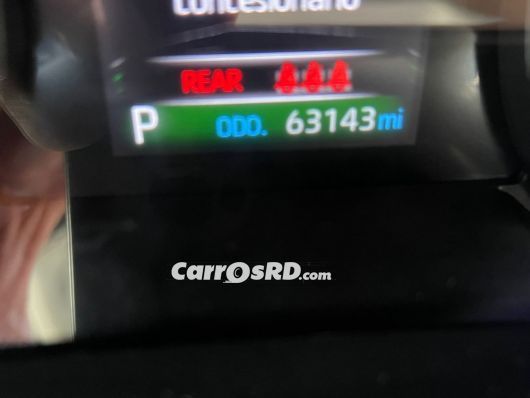 concesionario
REAR
P ODO. 63143mi
CarrOsRD.com